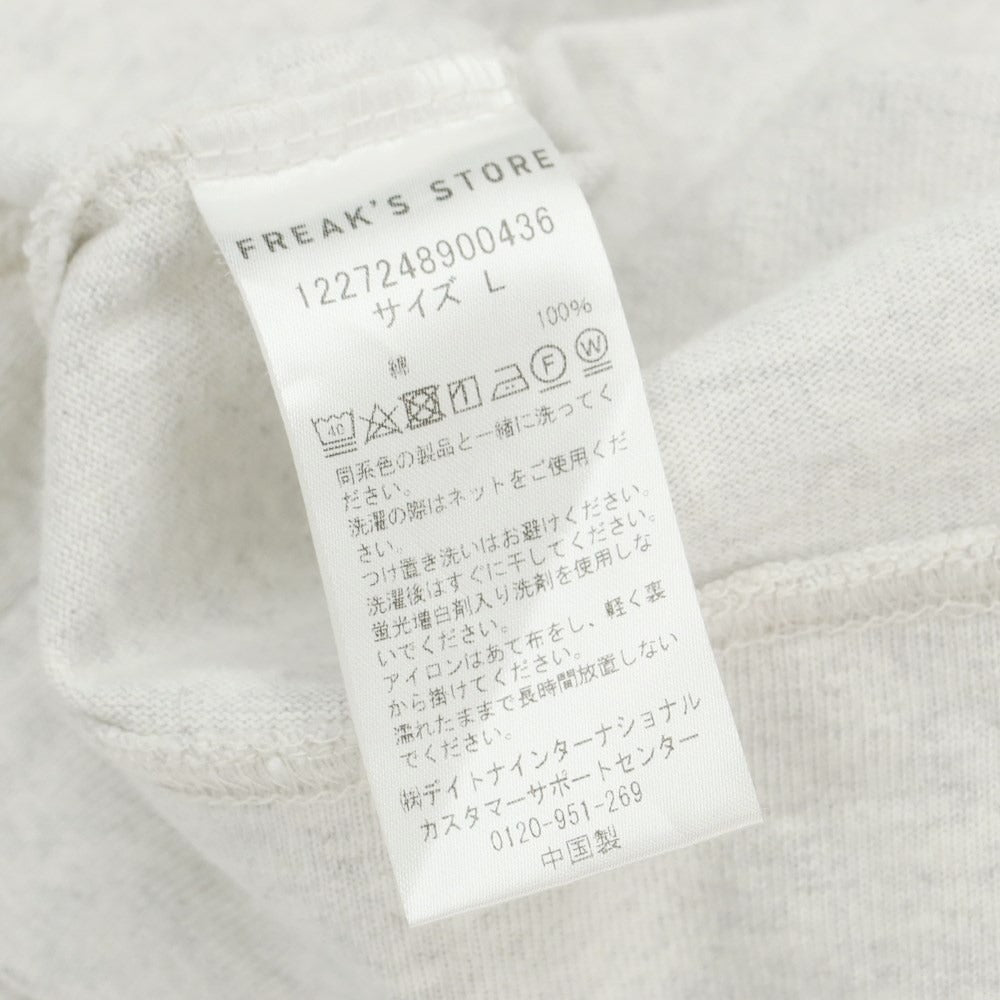 FREAK'S STORE
1227248900436
サイズ L
綿 100%
40 1 F W
同系色の製品と一緒に洗ってく
ださい。
洗濯の際はネットをご使用くだ
さい。
つけ置き洗いはお避けください。
洗濯後はすぐに干してください。
蛍光増白剤入り洗剤を使用しな
いでください。
アイロンはあて布をし、軽く裏
から掛けてください。
濡れたままで長時間放置しない
でください。
㈱デイトナインターナショナル
カスタマーサポートセンター
0120-951-269
中国製